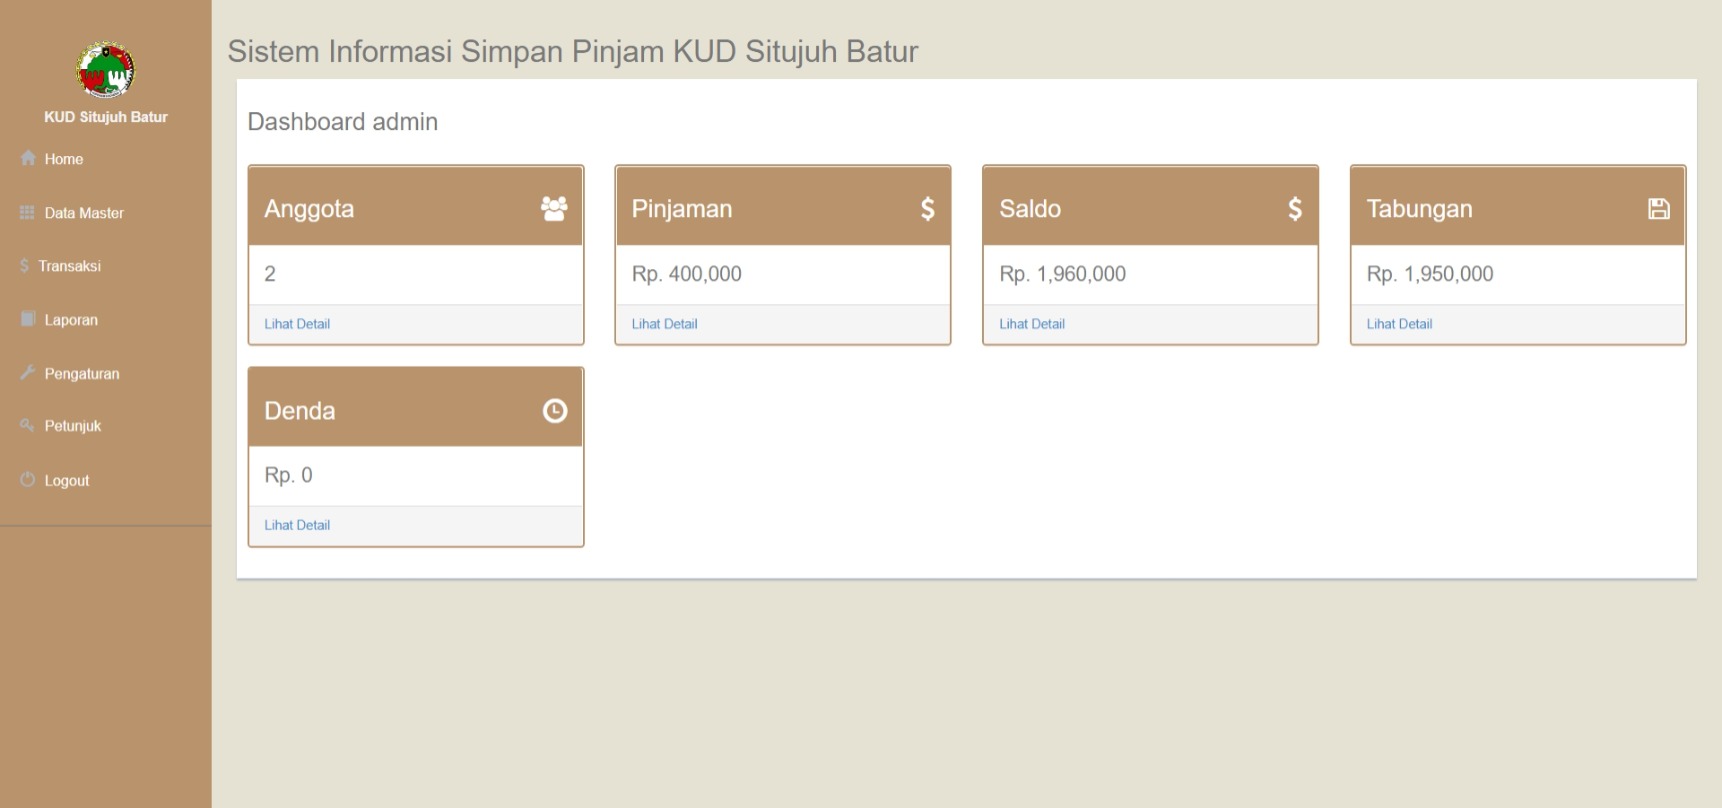 KUD Situjuh Batur
Home
Data Master
Transaksi
Laporan
Pengaturan
Petunjuk
Logout
Sistem Informasi Simpan Pinjam KUD Situjuh Batur
Dashboard admin
Anggota
2
Lihat Detail
Pinjaman
Rp. 400,000
Lihat Detail
Saldo
Rp. 1,960,000
Lihat Detail
Tabungan
Rp. 1,950,000
Lihat Detail
Denda
Rp. 0
Lihat Detail